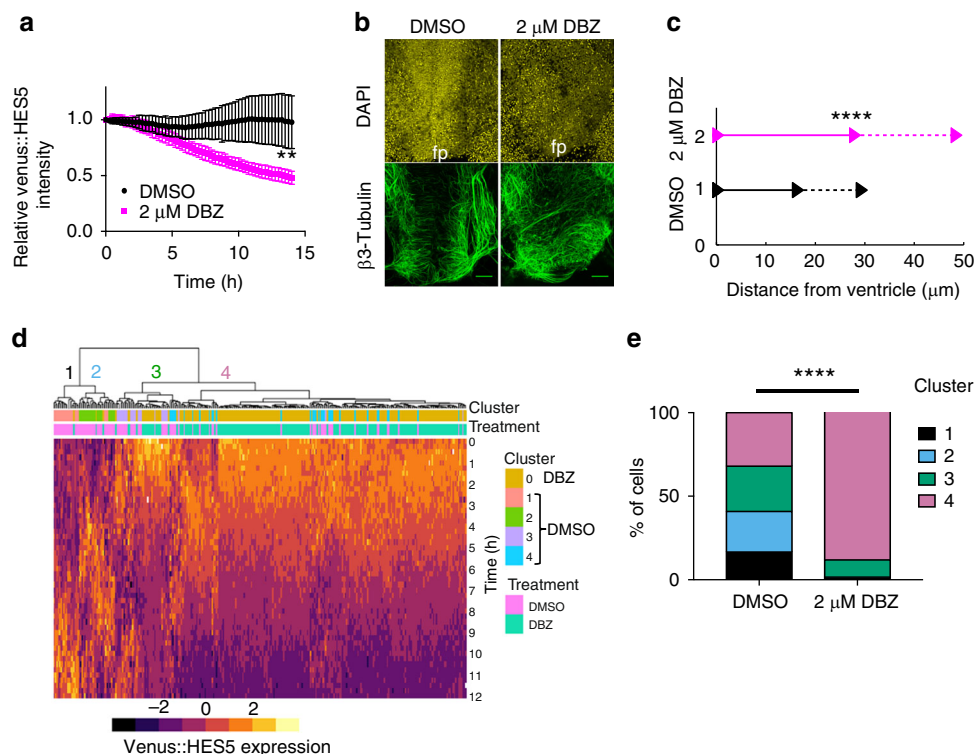 a
Relative venus::HES5 intensity
1.0
0.5
0.0
**
DMSO
2 μM DBZ
0 5 10 15
Time (h)
b
DMSO 2 μM DBZ
DAPI
fp fp
β3-Tubulin
c
2 μM DBZ
DMSO
2
1
****
0 10 20 30 40 50
Distance from ventricle (μm)
d
1 2 3 4
Cluster
Treatment
0
1
2
3
4
5
6
7
8
9
10
11
12
Time (h)
Cluster
0 DBZ
1
2
3
4
DMSO
Treatment
DMSO
DBZ
−2 0 2
Venus::HES5 expression
e
****
% of cells
100
50
0
DMSO 2 μM DBZ
Cluster
1
2
3
4